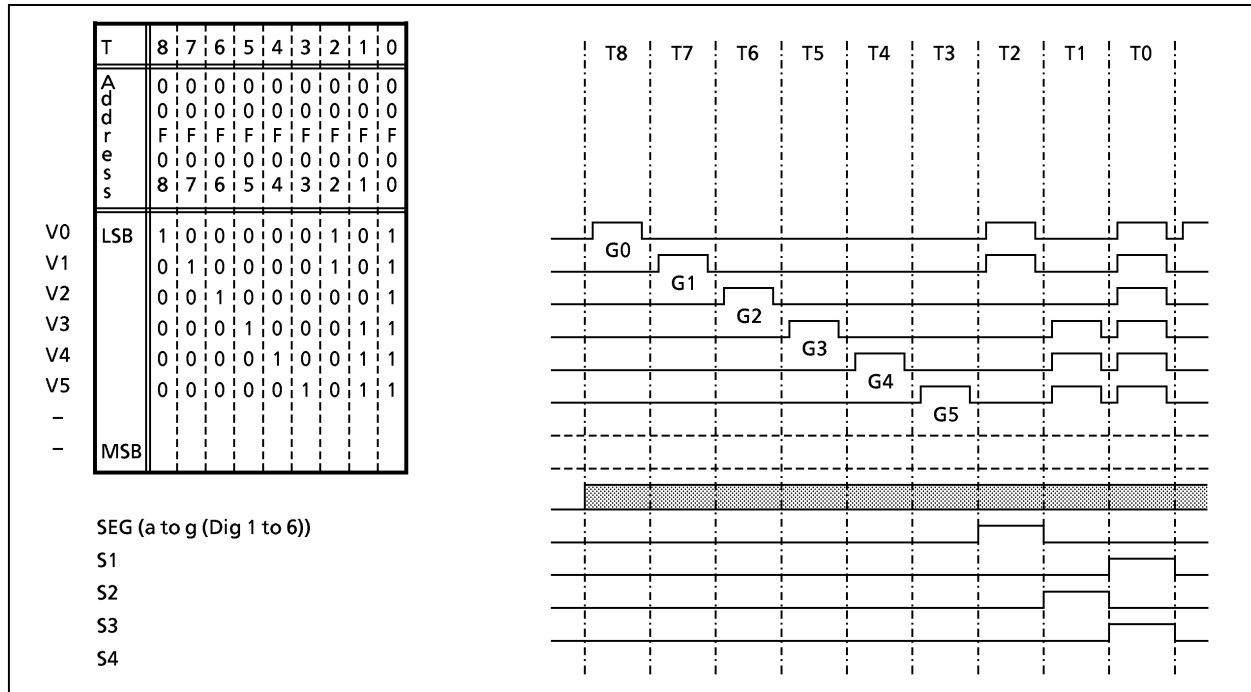 T 8 7 6 5 4 3 2 1 0
Address 0 0 0 0 0 0 0 0 0
0 0 0 0 0 0 0 0 0
F F F F F F F F F
0 0 0 0 0 0 0 0 0
8 7 6 5 4 3 2 1 0
V0 LSB 1 0 0 0 0 0 1 0 1
V1 0 1 0 0 0 0 1 0 1
V2 0 0 1 0 0 0 0 0 1
V3 0 0 0 1 0 0 0 1 1
V4 0 0 0 0 1 0 0 1 1
V5 0 0 0 0 0 1 0 1 1
–
– MSB
SEG (a to g (Dig 1 to 6))
S1
S2
S3
S4
T8 T7 T6 T5 T4 T3 T2 T1 T0
G0
G1
G2
G3
G4
G5